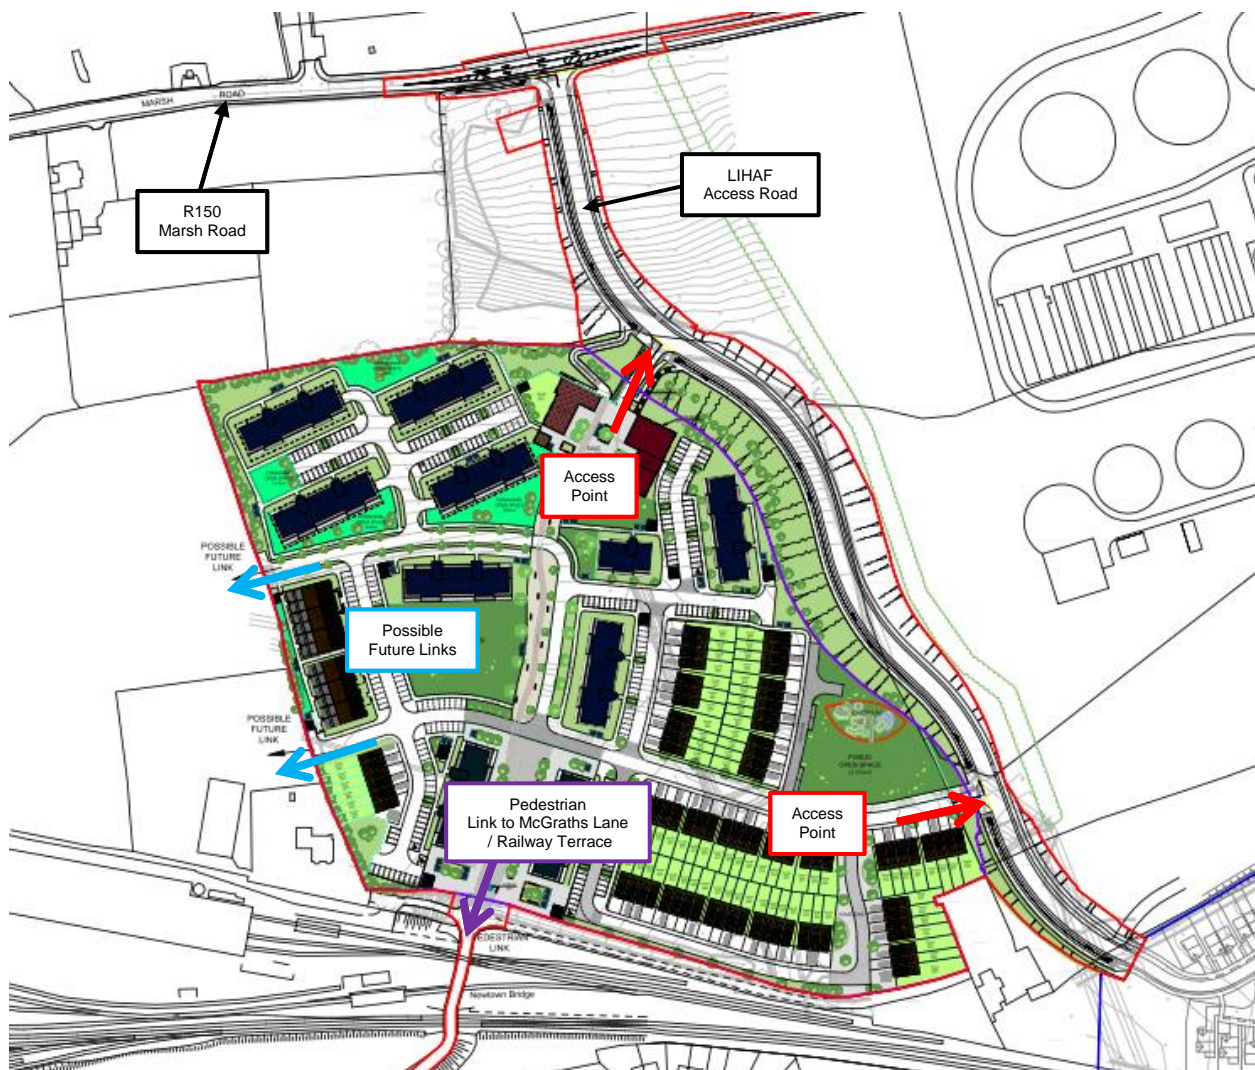 MARSH ROAD
R150
Marsh Road
LIHAF
Access Road
Access
Point
POSSIBLE
FUTURE
LINK
Possible
Future Links
POSSIBLE
FUTURE
LINK
PUBLIC
OPEN SPACE
Access
Point
Pedestrian
Link to McGraths Lane
/ Railway Terrace
PEDESTRIAN
LINK
Newtown Bridge